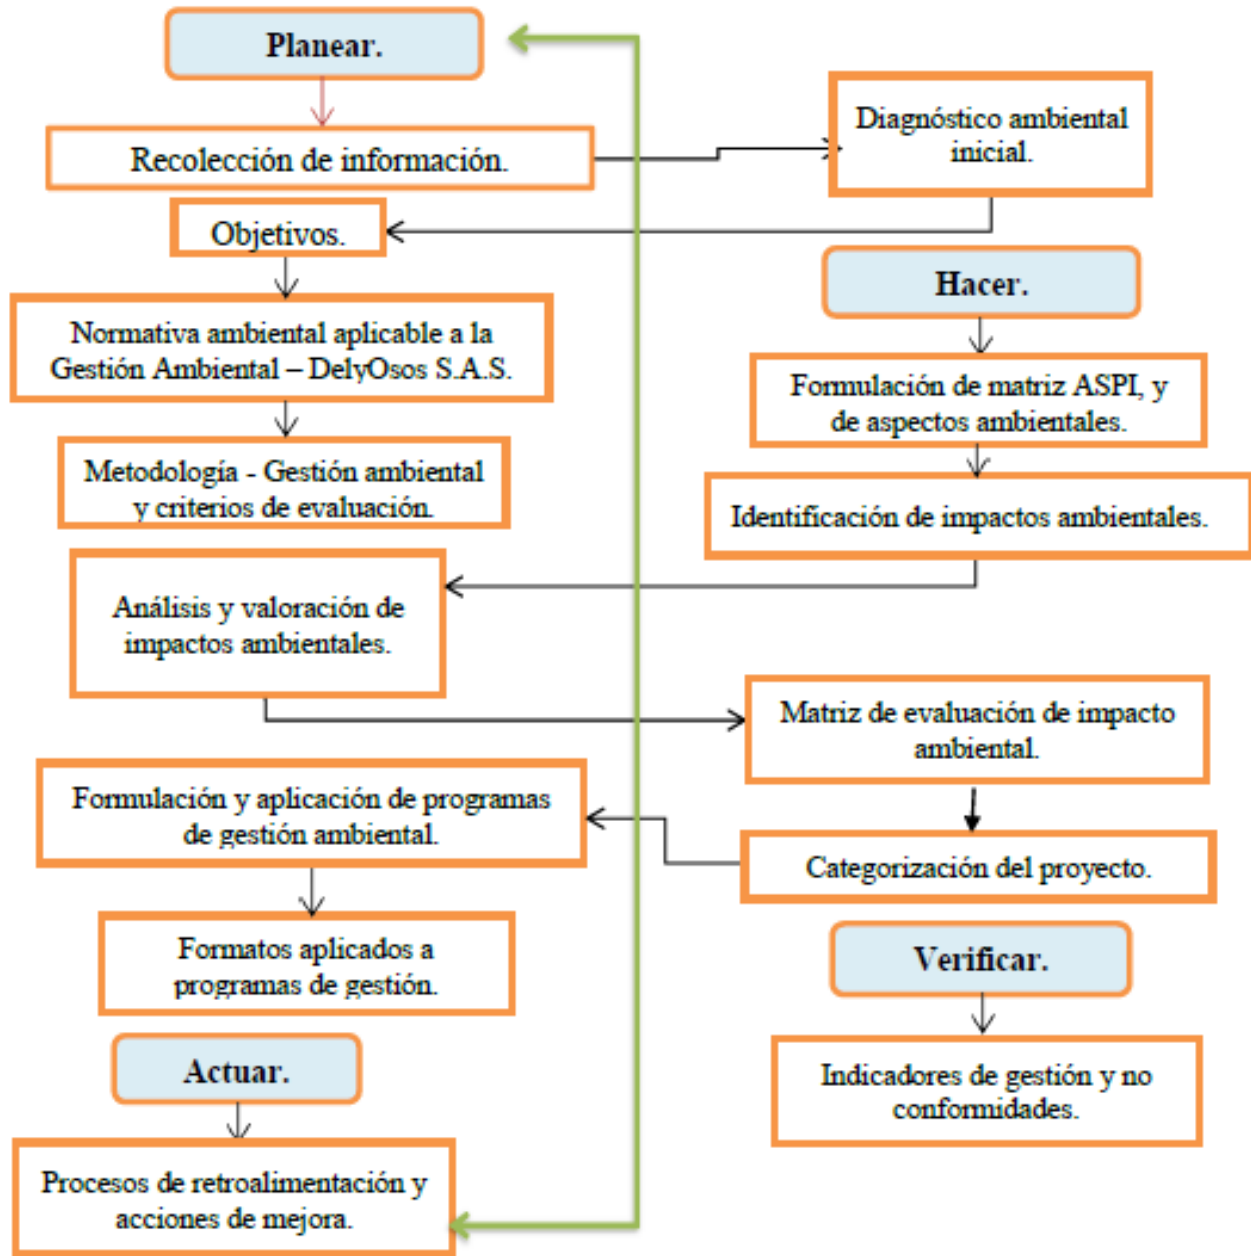 Planear.
Recolección de información.
Diagnóstico ambiental
inicial.
Objetivos.
Normativa ambiental aplicable a la
Gestión Ambiental – DelyOsos S.A.S.
Metodología - Gestión ambiental
y criterios de evaluación.
Hacer.
Formulación de matriz ASPI, y
de aspectos ambientales.
Identificación de impactos ambientales.
Análisis y valoración de
impactos ambientales.
Matriz de evaluación de impacto
ambiental.
Categorización del proyecto.
Formulación y aplicación de programas
de gestión ambiental.
Formatos aplicados a
programas de gestión.
Verificar.
Indicadores de gestión y no
conformidades.
Actuar.
Procesos de retroalimentación y
acciones de mejora.